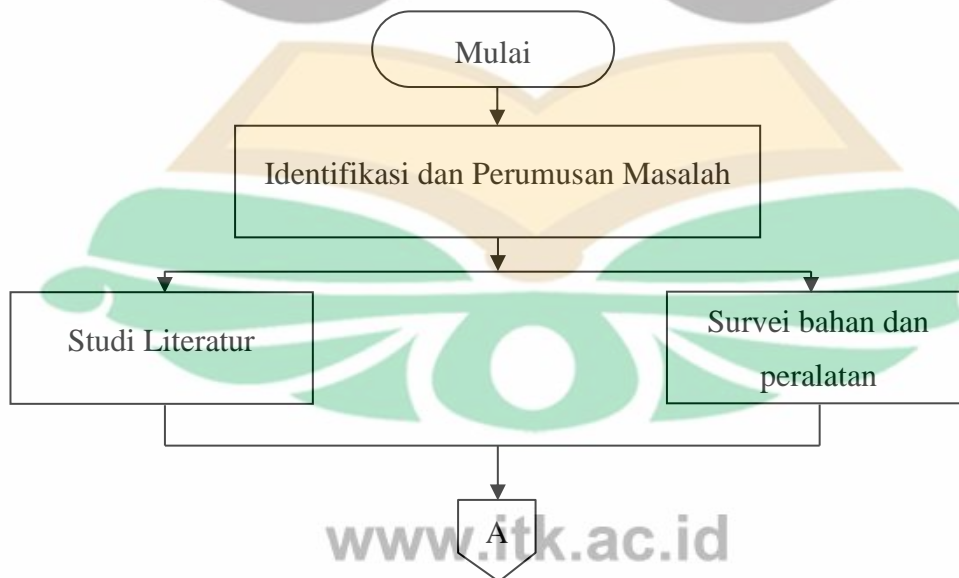 Mulai
Identifikasi dan Perumusan Masalah
Studi Literatur
Survei bahan dan
peralatan
A
www.itk.ac.id